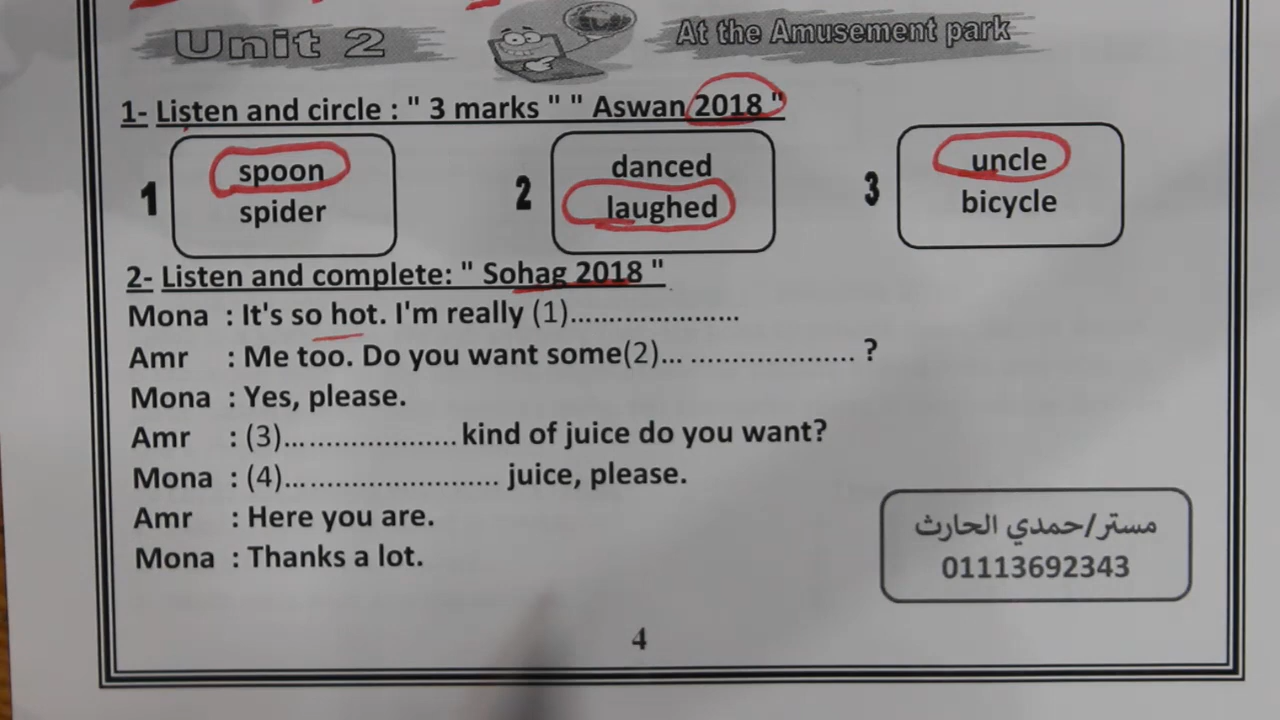 Unit 2
At the Amusement park
1- Listen and circle : " 3 marks " " Aswan 2018 "
1
spoon
spider
2
danced
laughed
3
uncle
bicycle
2- Listen and complete: " Sohag 2018 "
Mona : It's so hot. I'm really (1)......................
Amr : Me too. Do you want some(2)... ..................... ?
Mona : Yes, please.
Amr : (3)..................... kind of juice do you want?
Mona : (4)......................... juice, please.
Amr : Here you are.
Mona : Thanks a lot.
مستر/حمدي الحارث
01113692343
4